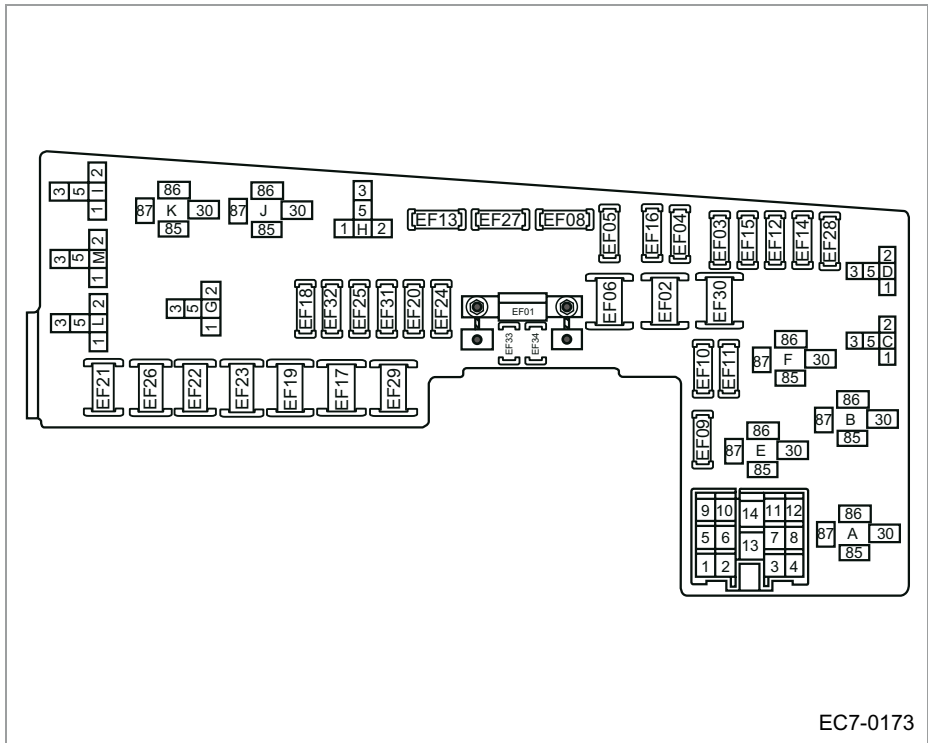 2
3 5 I
1
86
87 K 30
85
86
87 J 30
85
3
5
1 H 2
EF13 EF27 EF08
EF05
EF16
EF04
EF03
EF15
EF12
EF14
EF28
2
3 5 D
1
2
3 5 M
1
2
3 5 G
1
2
3 5 L
1
EF18
EF32
EF25
EF31
EF20
EF24
EF01
EF33
EF34
EF06
EF02
EF30
2
3 5 C
1
EF10
EF11
86
87 F 30
85
EF21
EF26
EF22
EF23
EF19
EF17
EF29
86
87 B 30
85
EF09
86
87 E 30
85
9 10 14 11 12
5 6 13 7 8
1 2 3 4
86
87 A 30
85
EC7-0173